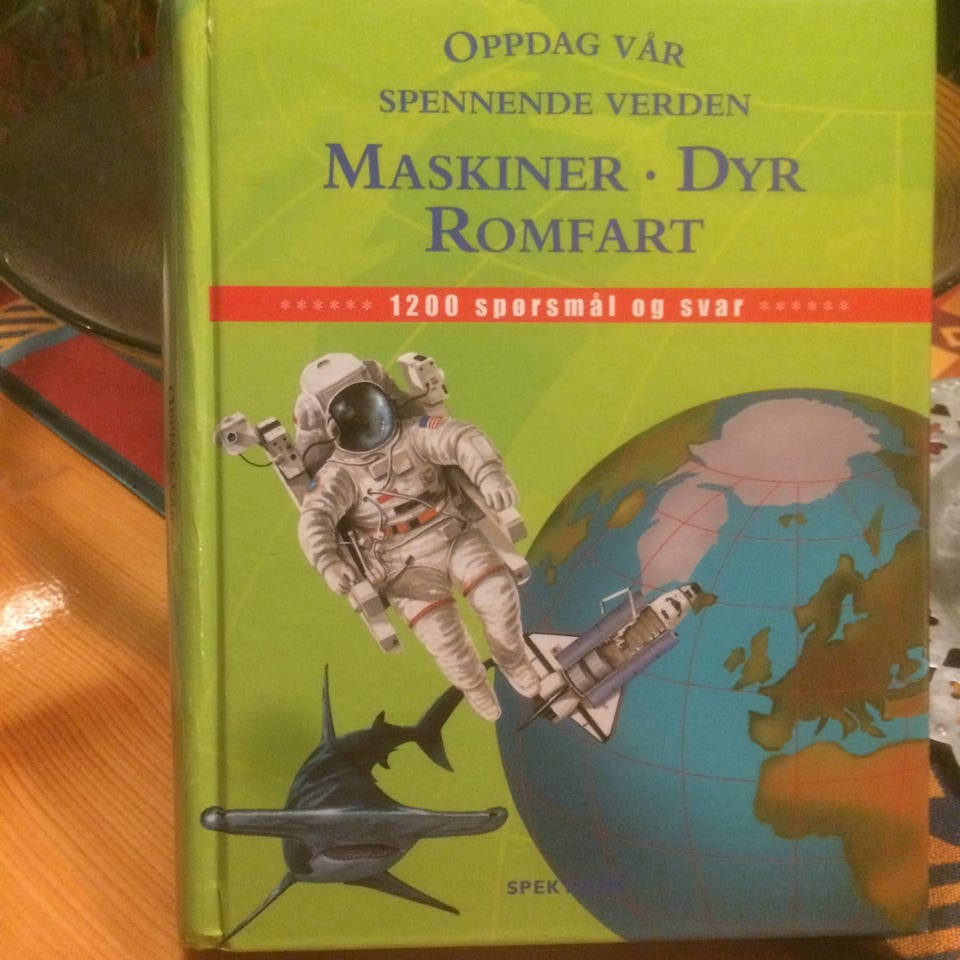 OPPDAG VÅR
SPENNENDE VERDEN
MASKINER · DYR
ROMFART
****** 1200 spørsmål og svar ******